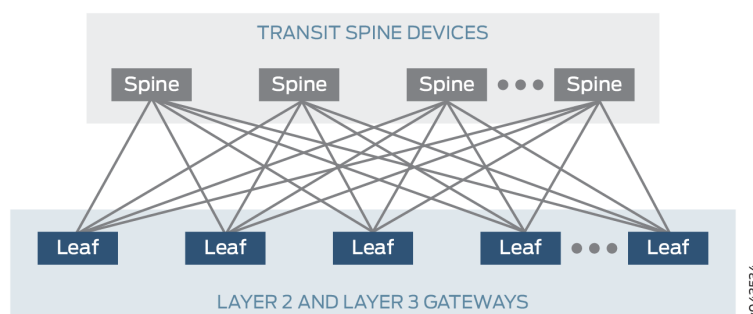 TRANSIT SPINE DEVICES
Spine Spine Spine Spine
Leaf Leaf Leaf Leaf Leaf
LAYER 2 AND LAYER 3 GATEWAYS